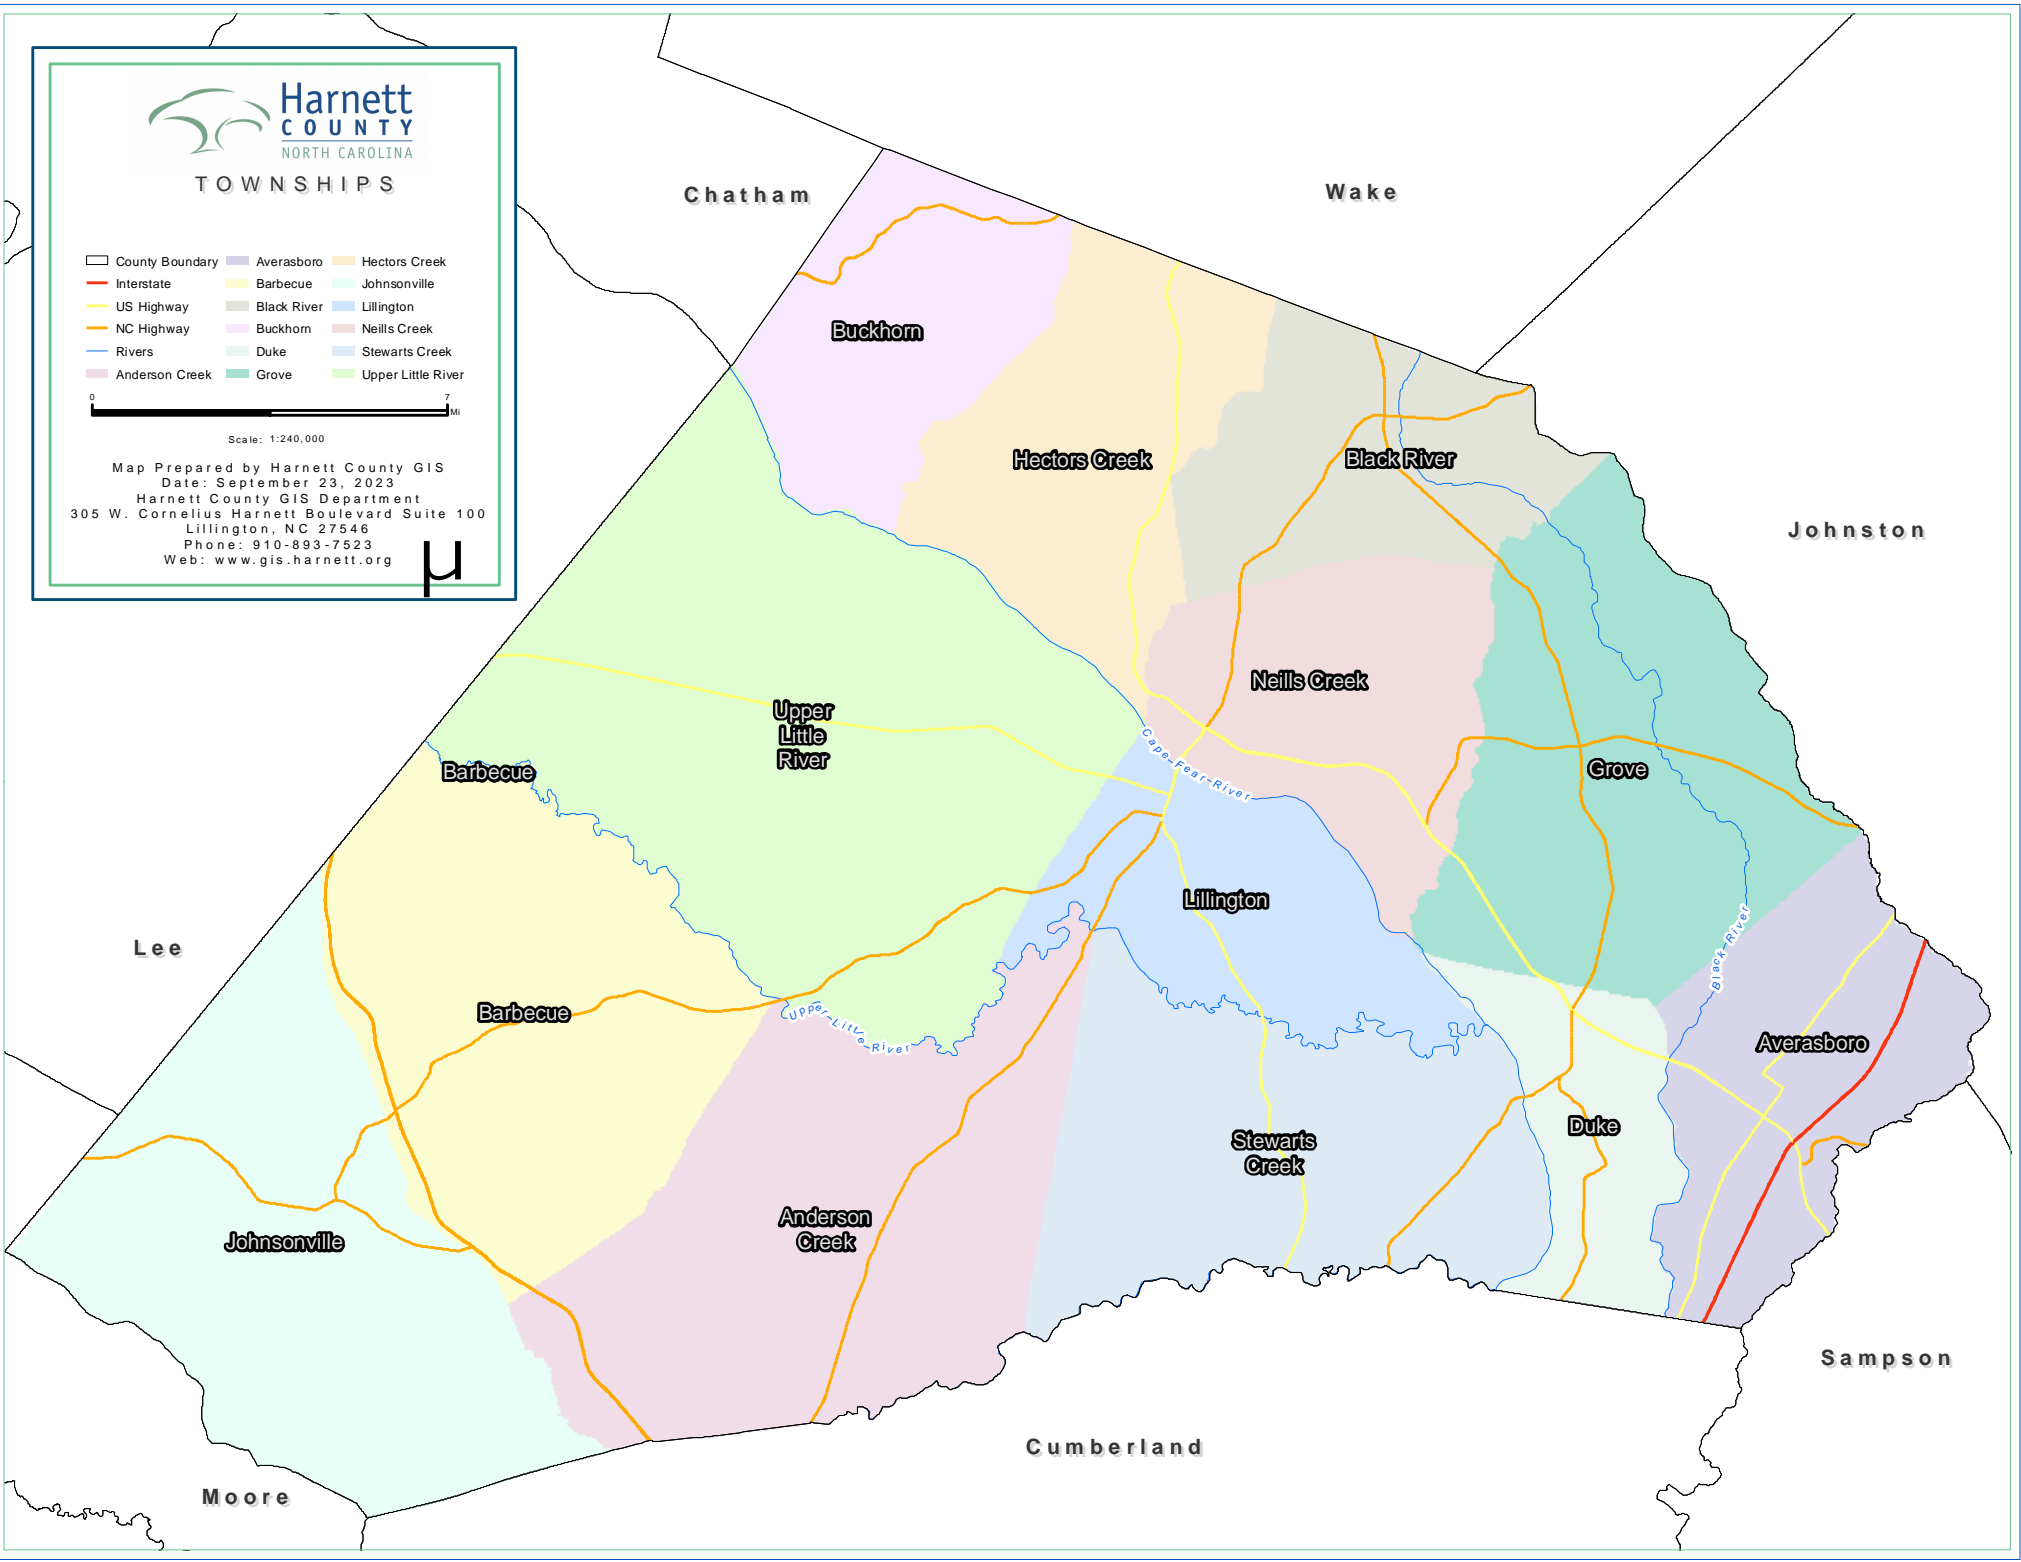 Harnett
COUNTY
NORTH CAROLINA
TOWNSHIPS
County Boundary
Interstate
US Highway
NC Highway
Rivers
Anderson Creek
Averasboro
Barbecue
Black River
Buckhorn
Duke
Grove
Hectors Creek
Johnsonville
Lillington
Neills Creek
Stewarts Creek
Upper Little River
0 7
Mi
Scale: 1:240,000
Map Prepared by Harnett County GIS
Date: September 23, 2023
Harnett County GIS Department
305 W. Cornelius Harnett Boulevard Suite 100
Lillington, NC 27546
Phone: 910-893-7523
Web: www.gis.harnett.org
µ
Chatham
Wake
Buckhorn
Hectors Creek
Black River
Johnston
Neills Creek
Upper
Little
River
Barbecue
Cape-Fear-River
Grove
Lillington
Lee
Black-River
Barbecue
Upper-Little-River
Averasboro
Duke
Stewarts
Creek
Anderson
Creek
Johnsonville
Sampson
Cumberland
Moore